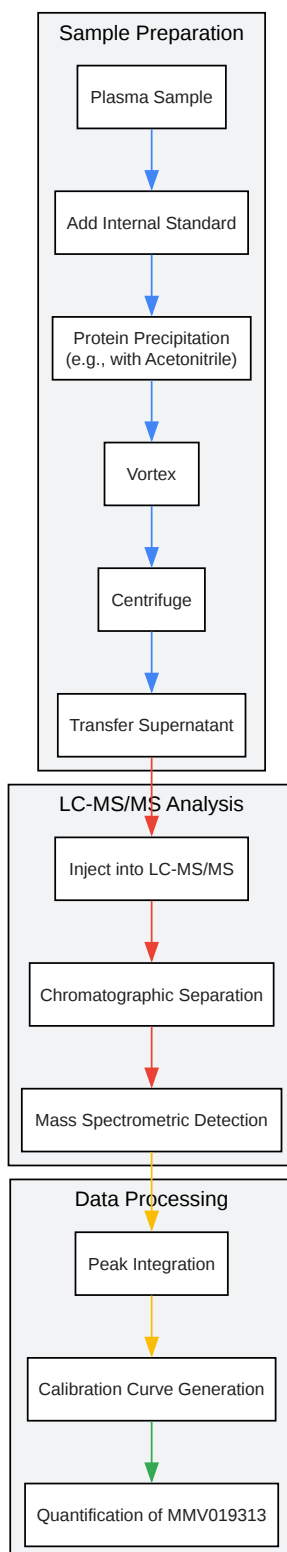 Sample Preparation
Plasma Sample
Add Internal Standard
Protein Precipitation
(e.g., with Acetonitrile)
Vortex
Centrifuge
Transfer Supernatant
LC-MS/MS Analysis
Inject into LC-MS/MS
Chromatographic Separation
Mass Spectrometric Detection
Data Processing
Peak Integration
Calibration Curve Generation
Quantification of MMV019313